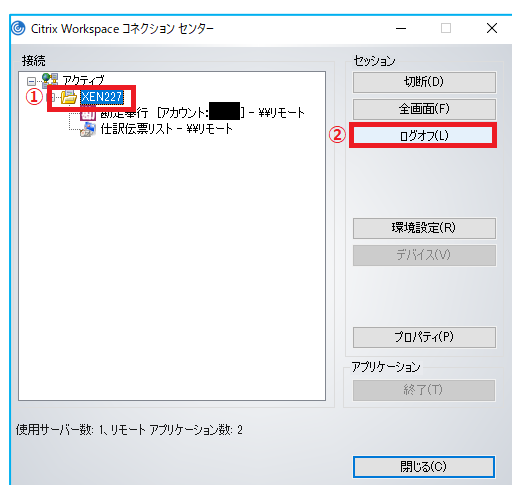 Citrix Workspace コネクション センター
接続
アクティブ
① XEN227
勘定奉行 [アカウント: ] - ¥¥リモート
仕訳伝票リスト - ¥¥リモート
セッション
切断(D)
全画面(F)
② ログオフ(L)
環境設定(R)
デバイス(V)
プロパティ(P)
アプリケーション
終了(T)
使用サーバー数: 1、リモート アプリケーション数: 2
閉じる(C)